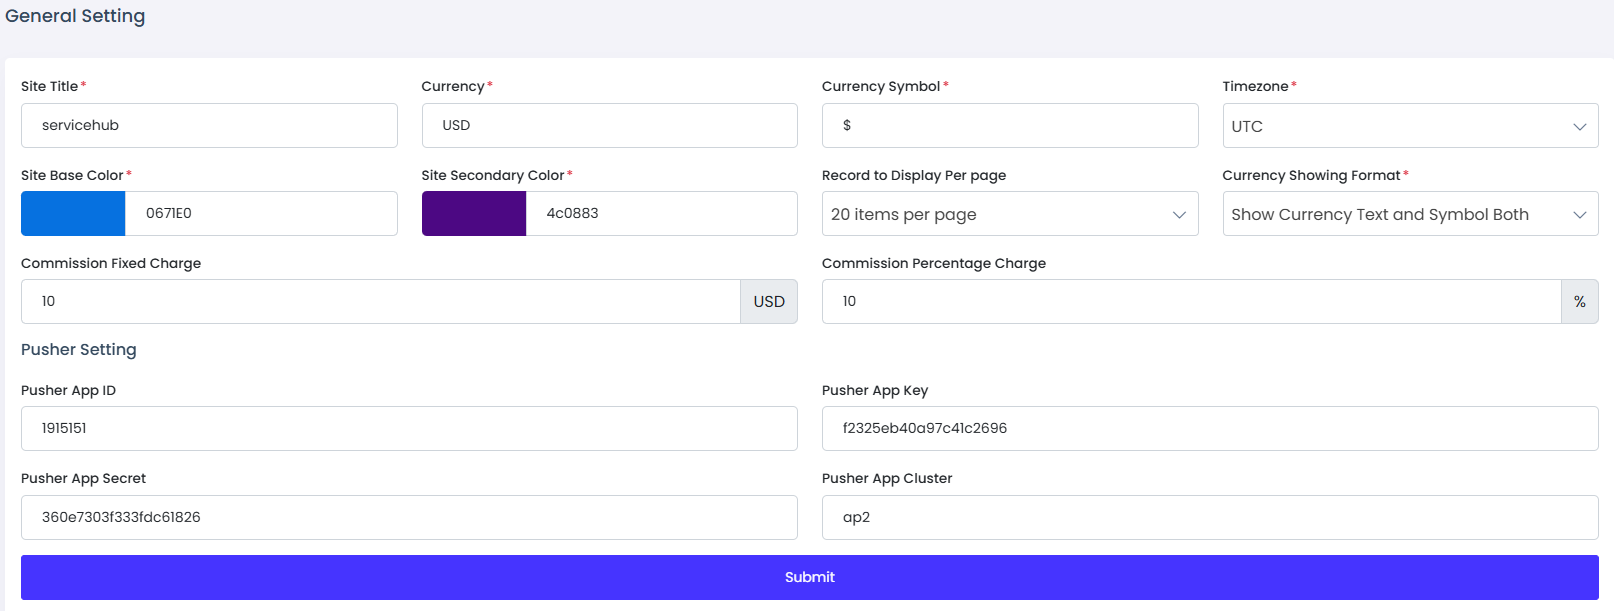 General Setting
Site Title* Currency* Currency Symbol* Timezone*
servicehub USD $ UTC
Site Base Color* Site Secondary Color* Record to Display Per page Currency Showing Format*
0671E0 4c0883 20 items per page Show Currency Text and Symbol Both
Commission Fixed Charge Commission Percentage Charge
10 USD 10 %
Pusher Setting
Pusher App ID Pusher App Key
1915151 f2325eb40a97c41c2696
Pusher App Secret Pusher App Cluster
360e7303f333fdc61826 ap2
Submit